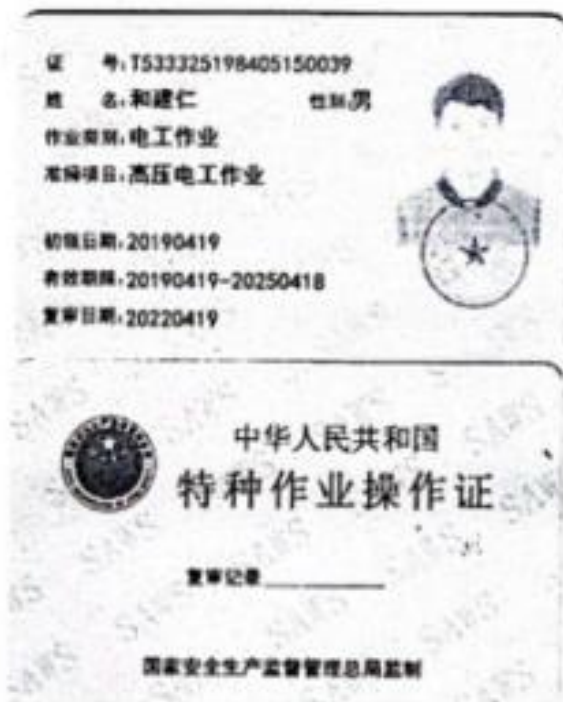 证 号:T533325198405150039
姓 名:和建仁 性别:男
作业类别:电工作业
准操项目:高压电工作业
初领日期:20190419
有效期限:20190419-20250418
复审日期:20220419
中华人民共和国
特种作业操作证
复审记录
国家安全生产监督管理总局监制
SAWS